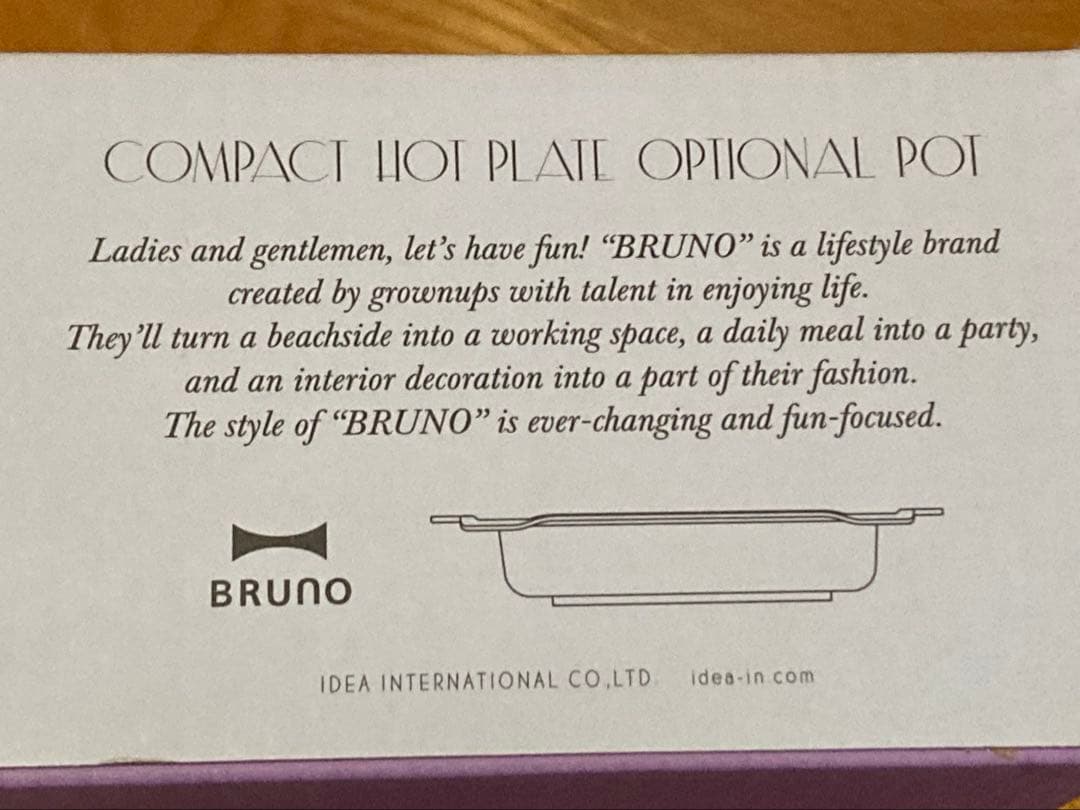 COMPACT HOT PLATE OPTIONAL POT
Ladies and gentlemen, let's have fun! “BRUNO” is a lifestyle brand
created by grownups with talent in enjoying life.
They'll turn a beachside into a working space, a daily meal into a party,
and an interior decoration into a part of their fashion.
The style of “BRUNO” is ever-changing and fun-focused.
BRUNO
IDEA INTERNATIONAL CO.,LTD. idea-in.com